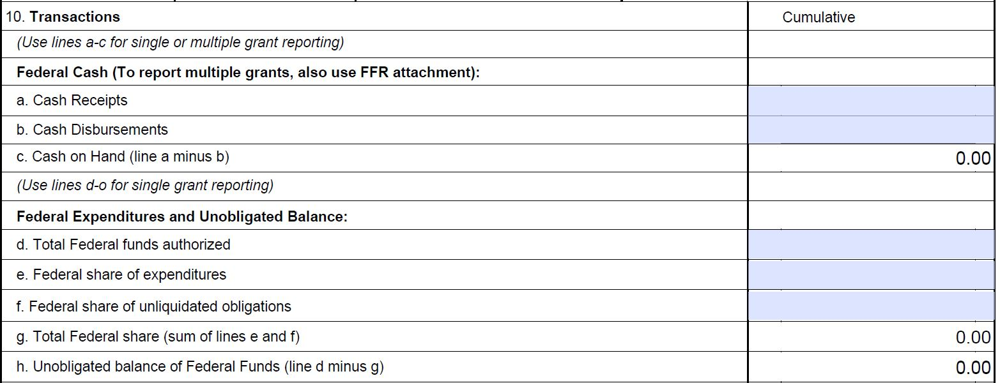 10. Transactions Cumulative
(Use lines a-c for single or multiple grant reporting)
Federal Cash (To report multiple grants, also use FFR attachment):
a. Cash Receipts
b. Cash Disbursements
c. Cash on Hand (line a minus b) 0.00
(Use lines d-o for single grant reporting)
Federal Expenditures and Unobligated Balance:
d. Total Federal funds authorized
e. Federal share of expenditures
f. Federal share of unliquidated obligations
g. Total Federal share (sum of lines e and f) 0.00
h. Unobligated balance of Federal Funds (line d minus g) 0.00